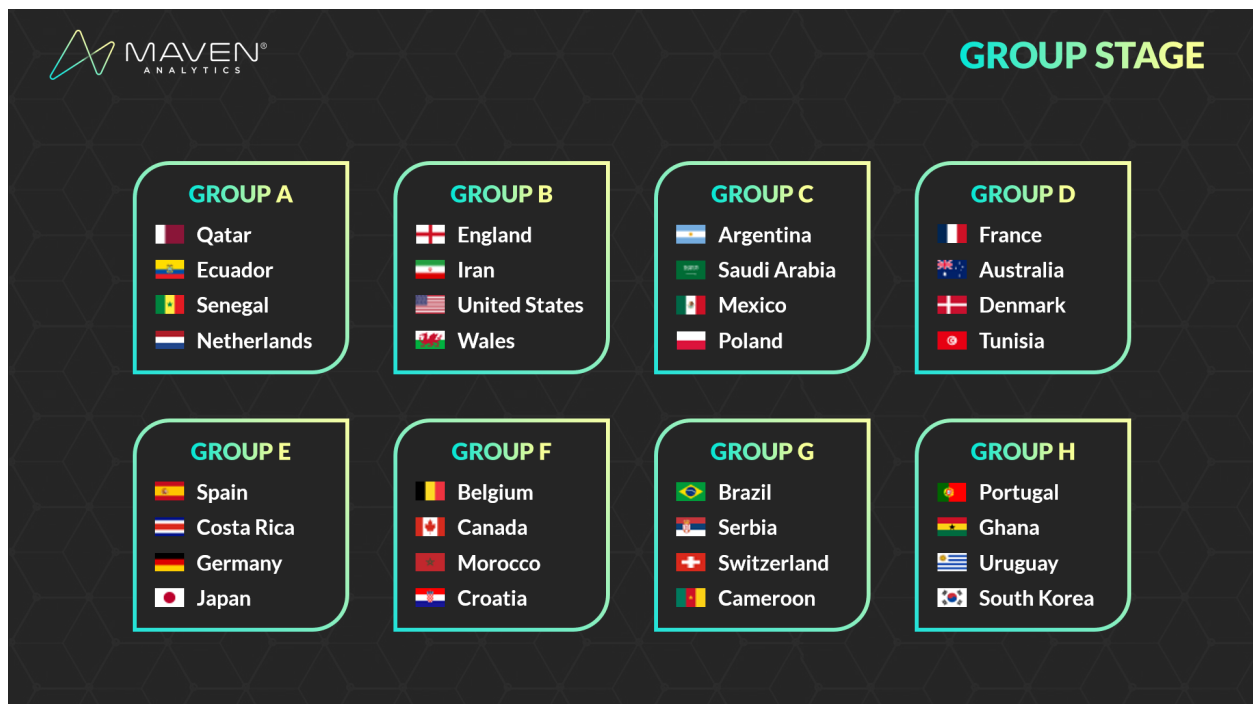 MAVEN®
ANALYTICS
GROUP STAGE
GROUP A
Qatar
Ecuador
Senegal
Netherlands
GROUP B
England
Iran
United States
Wales
GROUP C
Argentina
Saudi Arabia
Mexico
Poland
GROUP D
France
Australia
Denmark
Tunisia
GROUP E
Spain
Costa Rica
Germany
Japan
GROUP F
Belgium
Canada
Morocco
Croatia
GROUP G
Brazil
Serbia
Switzerland
Cameroon
GROUP H
Portugal
Ghana
Uruguay
South Korea